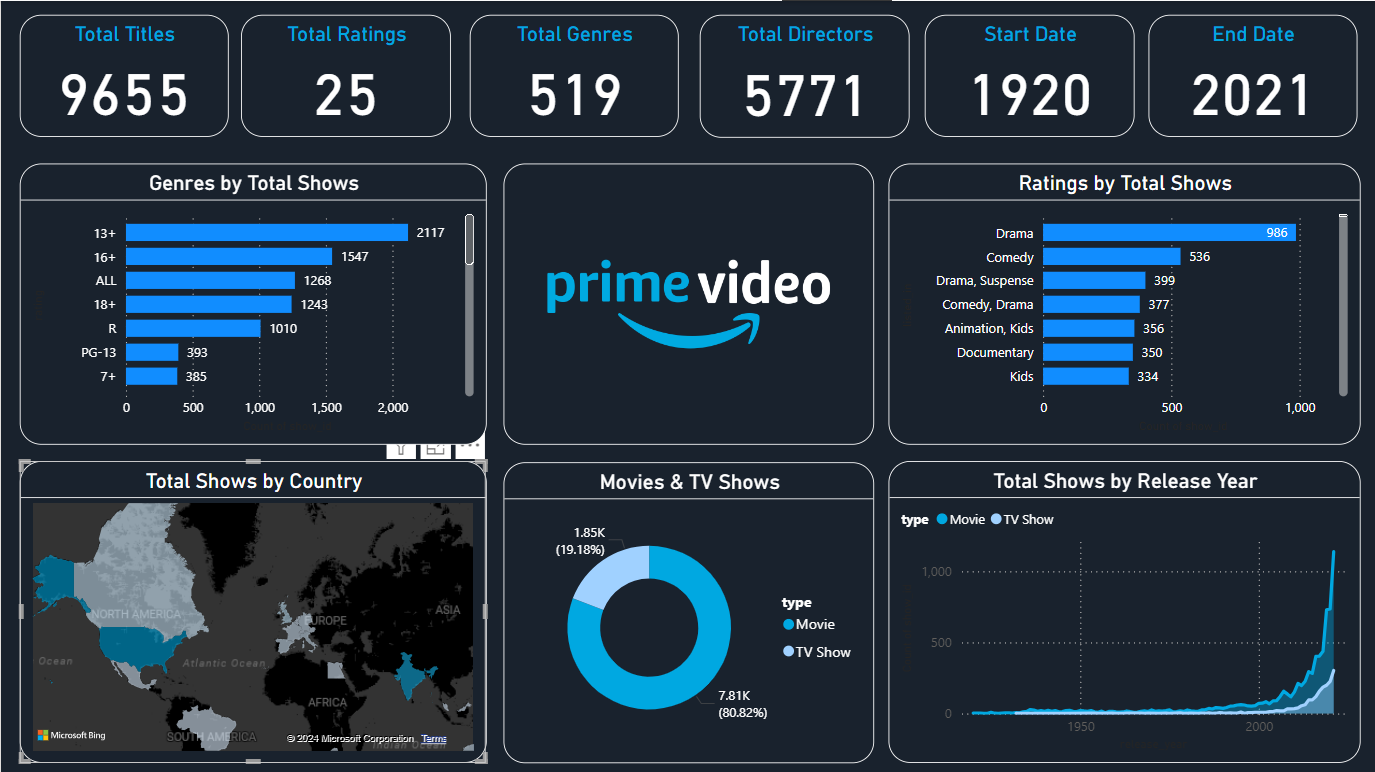 Total Titles
9655
Total Ratings
25
Total Genres
519
Total Directors
5771
Start Date
1920
End Date
2021
Genres by Total Shows
13+ 2117
16+ 1547
ALL 1268
18+ 1243
R 1010
PG-13 393
7+ 385
0 500 1,000 1,500 2,000
prime video
Ratings by Total Shows
Drama 986
Comedy 536
Drama, Suspense 399
Comedy, Drama 377
Animation, Kids 356
Documentary 350
Kids 334
0 500 1,000
Total Shows by Country
NORTH AMERICA
EUROPE
ASIA
Ocean
Atlantic Ocean
AFRICA
SOUTH AMERICA
Indian Ocean
Microsoft Bing
© 2024 Microsoft Corporation Terms
Movies & TV Shows
1.85K
(19.18%)
type
Movie
TV Show
7.81K
(80.82%)
Total Shows by Release Year
type Movie TV Show
1,000
500
0
1950 2000